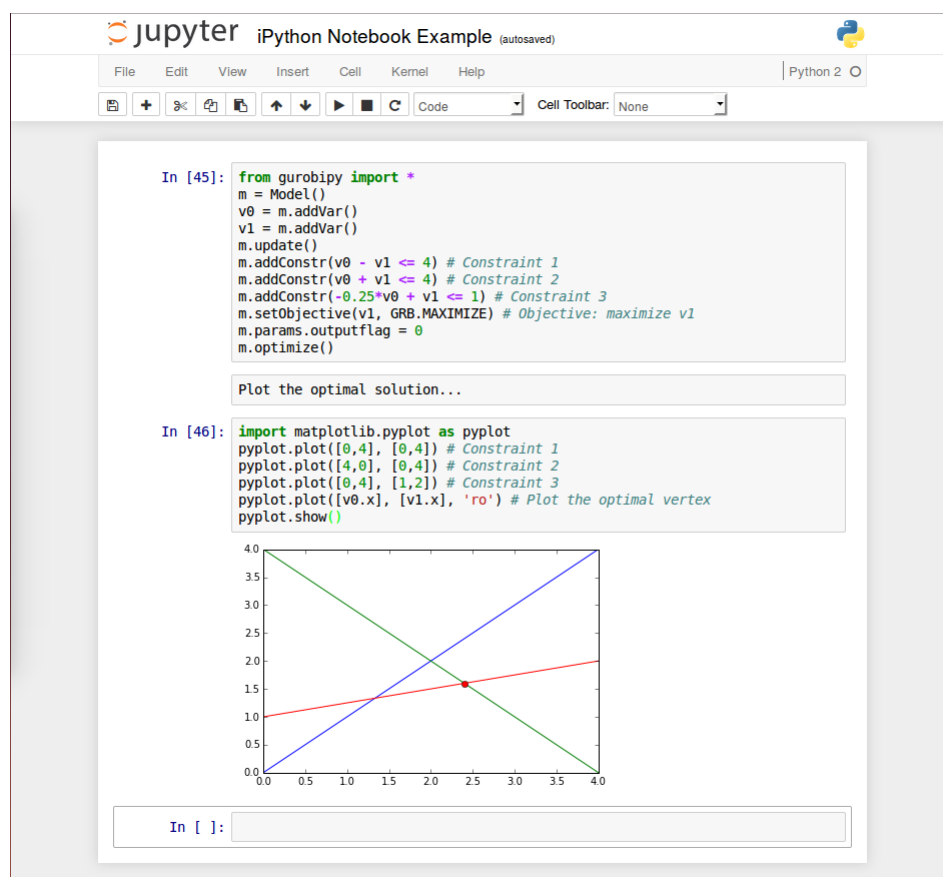 jupyter iPython Notebook Example (autosaved)
File Edit View Insert Cell Kernel Help Python 2
Code Cell Toolbar: None
In [45]: from gurobipy import *
m = Model()
v0 = m.addVar()
v1 = m.addVar()
m.update()
m.addConstr(v0 - v1 <= 4) # Constraint 1
m.addConstr(v0 + v1 <= 4) # Constraint 2
m.addConstr(-0.25*v0 + v1 <= 1) # Constraint 3
m.setObjective(v1, GRB.MAXIMIZE) # Objective: maximize v1
m.params.outputflag = 0
m.optimize()
Plot the optimal solution...
In [46]: import matplotlib.pyplot as pyplot
pyplot.plot([0,4], [0,4]) # Constraint 1
pyplot.plot([4,0], [0,4]) # Constraint 2
pyplot.plot([0,4], [1,2]) # Constraint 3
pyplot.plot([v0.x], [v1.x], 'ro') # Plot the optimal vertex
pyplot.show()
4.0
3.5
3.0
2.5
2.0
1.5
1.0
0.5
0.0
0.0 0.5 1.0 1.5 2.0 2.5 3.0 3.5 4.0
In [ ]: